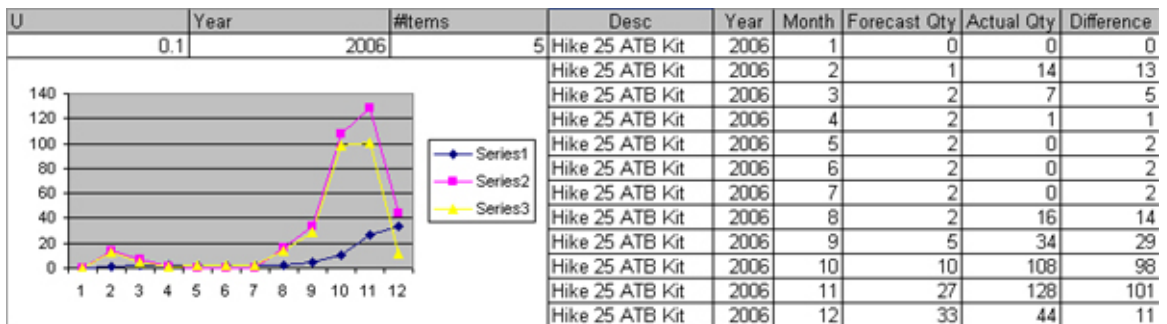 U Year #Items Desc Year Month Forecast Qty Actual Qty Difference
0.1 2006 5 Hike 25 ATB Kit 2006 1 0 0 0
Hike 25 ATB Kit 2006 2 1 14 13
Hike 25 ATB Kit 2006 3 2 7 5
Hike 25 ATB Kit 2006 4 2 1 1
Hike 25 ATB Kit 2006 5 2 0 2
Hike 25 ATB Kit 2006 6 2 0 2
Hike 25 ATB Kit 2006 7 2 0 2
Hike 25 ATB Kit 2006 8 2 16 14
Hike 25 ATB Kit 2006 9 5 34 29
Hike 25 ATB Kit 2006 10 10 108 98
Hike 25 ATB Kit 2006 11 27 128 101
Hike 25 ATB Kit 2006 12 33 44 11
140
120
100
80
60
40
20
0
1 2 3 4 5 6 7 8 9 10 11 12
Series1
Series2
Series3